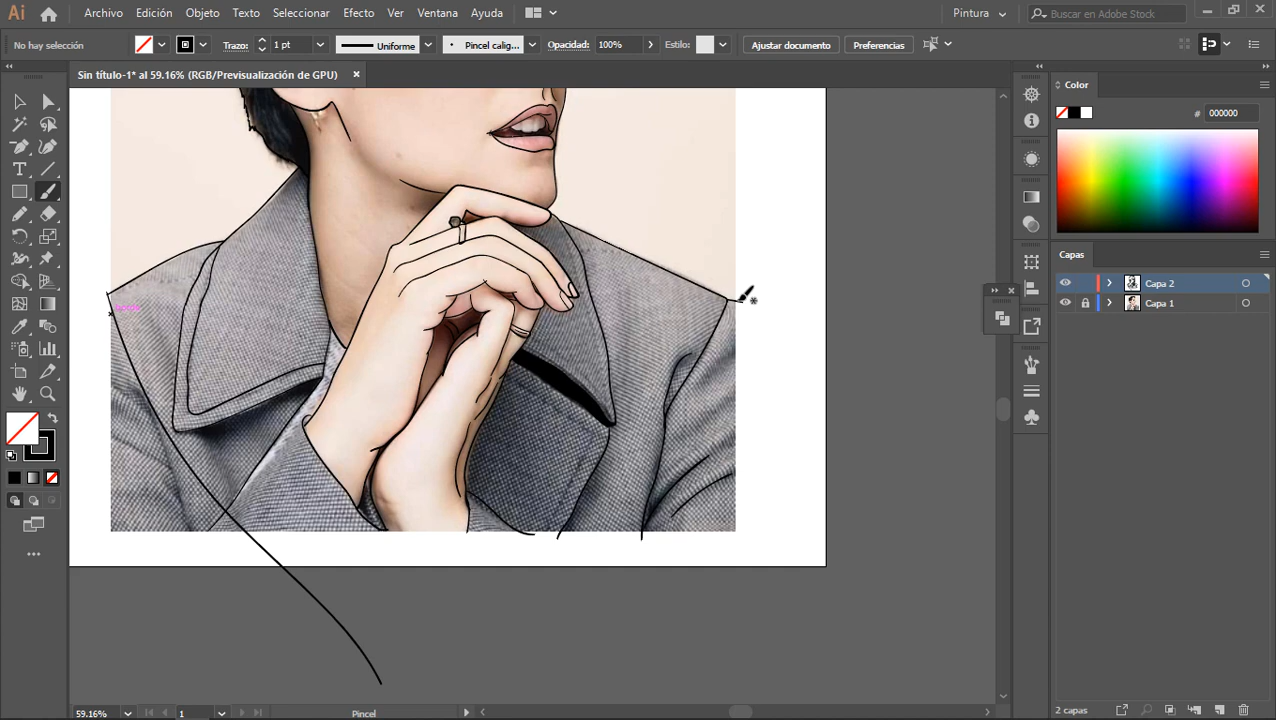 Ai Archivo Edición Objeto Texto Seleccionar Efecto Ver Ventana Ayuda Pintura Buscar en Adobe Stock
No hay selección Trazo: 1 pt Uniforme Pincel calig... Opacidad: 100% Estilo: Ajustar documento Preferencias
Sin título-1* al 59.16% (RGB/Previsualización de GPU)
Color
# 000000
Capas
Capa 2
Capa 1
59.16% 1 Pincel 2 capas